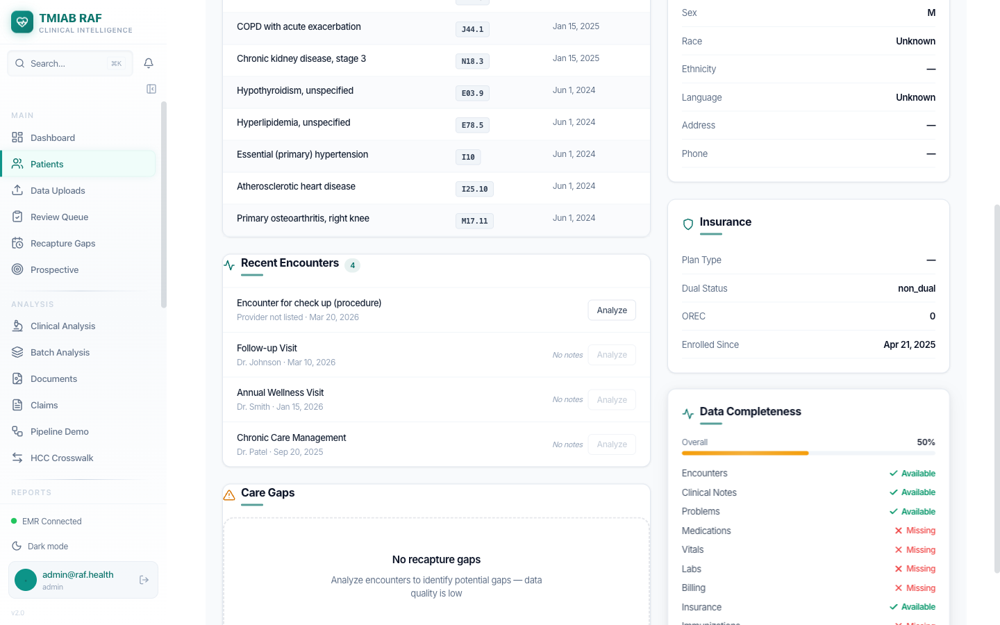 TMIAB RAF
CLINICAL INTELLIGENCE
Search...
⌘K
MAIN
Dashboard
Patients
Data Uploads
Review Queue
Recapture Gaps
Prospective
ANALYSIS
Clinical Analysis
Batch Analysis
Documents
Claims
Pipeline Demo
HCC Crosswalk
REPORTS
EMR Connected
Dark mode
admin@raf.health
admin
v2.0
COPD with acute exacerbation J44.1 Jan 15, 2025
Chronic kidney disease, stage 3 N18.3 Jan 15, 2025
Hypothyroidism, unspecified E03.9 Jun 1, 2024
Hyperlipidemia, unspecified E78.5 Jun 1, 2024
Essential (primary) hypertension I10 Jun 1, 2024
Atherosclerotic heart disease I25.10 Jun 1, 2024
Primary osteoarthritis, right knee M17.11 Jun 1, 2024
Recent Encounters 4
Encounter for check up (procedure)
Provider not listed · Mar 20, 2026
Analyze
Follow-up Visit
Dr. Johnson · Mar 10, 2026
No notes Analyze
Annual Wellness Visit
Dr. Smith · Jan 15, 2026
No notes Analyze
Chronic Care Management
Dr. Patel · Sep 20, 2025
No notes Analyze
Care Gaps
No recapture gaps
Analyze encounters to identify potential gaps — data
quality is low
Sex M
Race Unknown
Ethnicity —
Language Unknown
Address —
Phone —
Insurance
Plan Type —
Dual Status non_dual
OREC 0
Enrolled Since Apr 21, 2025
Data Completeness
Overall 50%
Encounters Available
Clinical Notes Available
Problems Available
Medications Missing
Vitals Missing
Labs Missing
Billing Missing
Insurance Available
Immunizations Missing